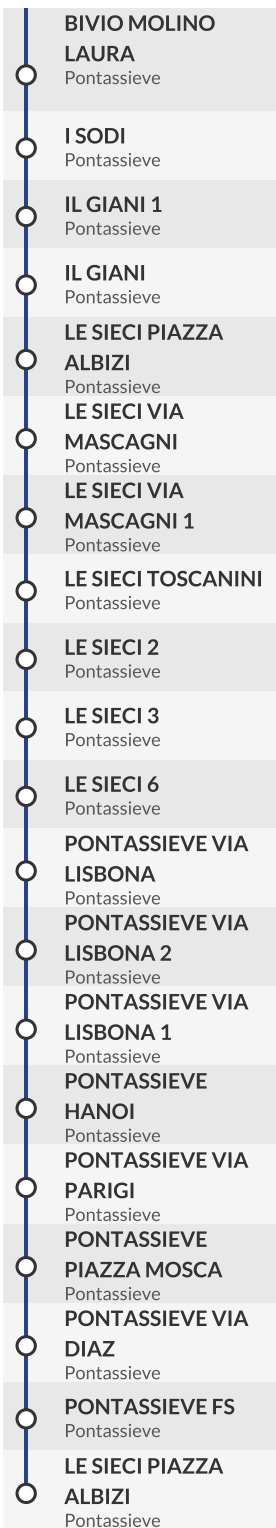 BIVIO MOLINO
LAURA
Pontassieve
I SODI
Pontassieve
IL GIANI 1
Pontassieve
IL GIANI
Pontassieve
LE SIECI PIAZZA
ALBIZI
Pontassieve
LE SIECI VIA
MASCAGNI
Pontassieve
LE SIECI VIA
MASCAGNI 1
Pontassieve
LE SIECI TOSCANINI
Pontassieve
LE SIECI 2
Pontassieve
LE SIECI 3
Pontassieve
LE SIECI 6
Pontassieve
PONTASSIEVE VIA
LISBONA
Pontassieve
PONTASSIEVE VIA
LISBONA 2
Pontassieve
PONTASSIEVE VIA
LISBONA 1
Pontassieve
PONTASSIEVE
HANOI
Pontassieve
PONTASSIEVE VIA
PARIGI
Pontassieve
PONTASSIEVE
PIAZZA MOSCA
Pontassieve
PONTASSIEVE VIA
DIAZ
Pontassieve
PONTASSIEVE FS
Pontassieve
LE SIECI PIAZZA
ALBIZI
Pontassieve